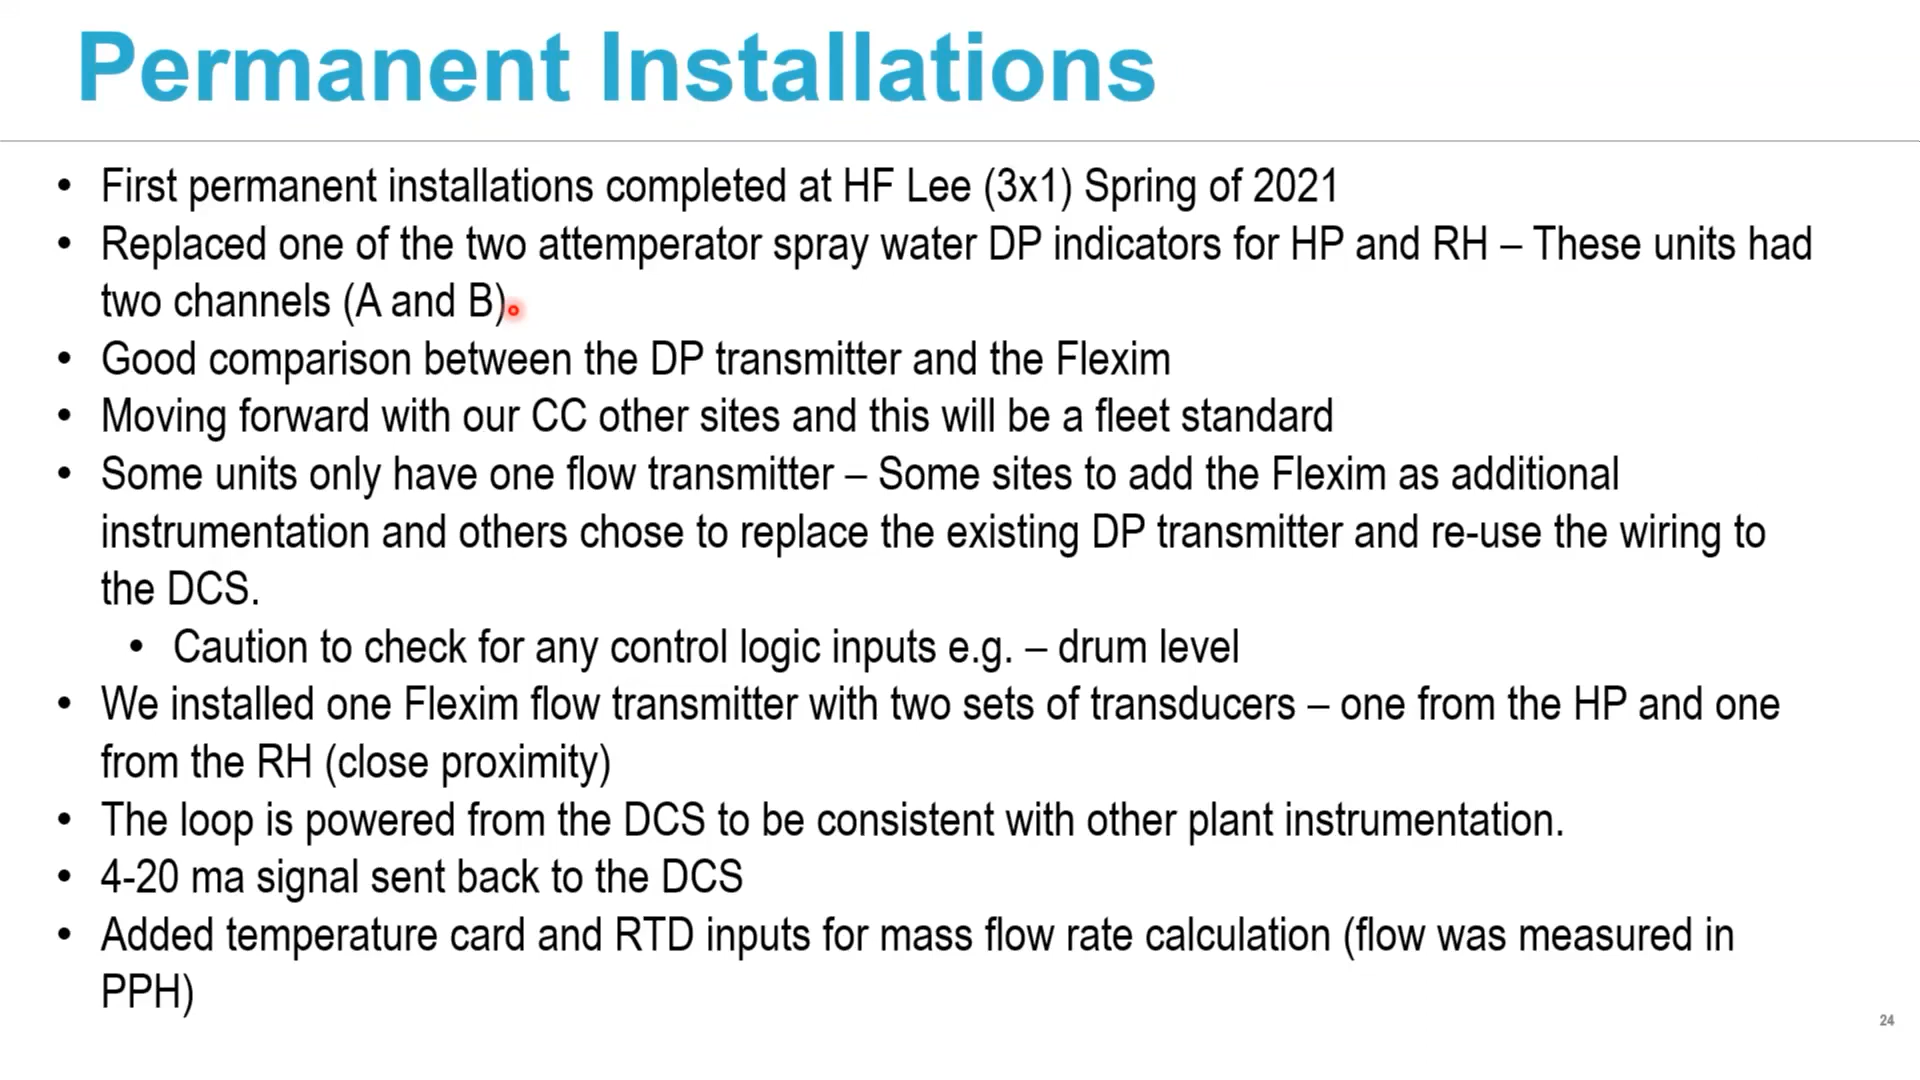 Permanent Installations
• First permanent installations completed at HF Lee (3x1) Spring of 2021
• Replaced one of the two attemperator spray water DP indicators for HP and RH – These units had
two channels (A and B)
• Good comparison between the DP transmitter and the Flexim
• Moving forward with our CC other sites and this will be a fleet standard
• Some units only have one flow transmitter – Some sites to add the Flexim as additional
instrumentation and others chose to replace the existing DP transmitter and re-use the wiring to
the DCS.
• Caution to check for any control logic inputs e.g. – drum level
• We installed one Flexim flow transmitter with two sets of transducers – one from the HP and one
from the RH (close proximity)
• The loop is powered from the DCS to be consistent with other plant instrumentation.
• 4-20 ma signal sent back to the DCS
• Added temperature card and RTD inputs for mass flow rate calculation (flow was measured in
PPH)
24